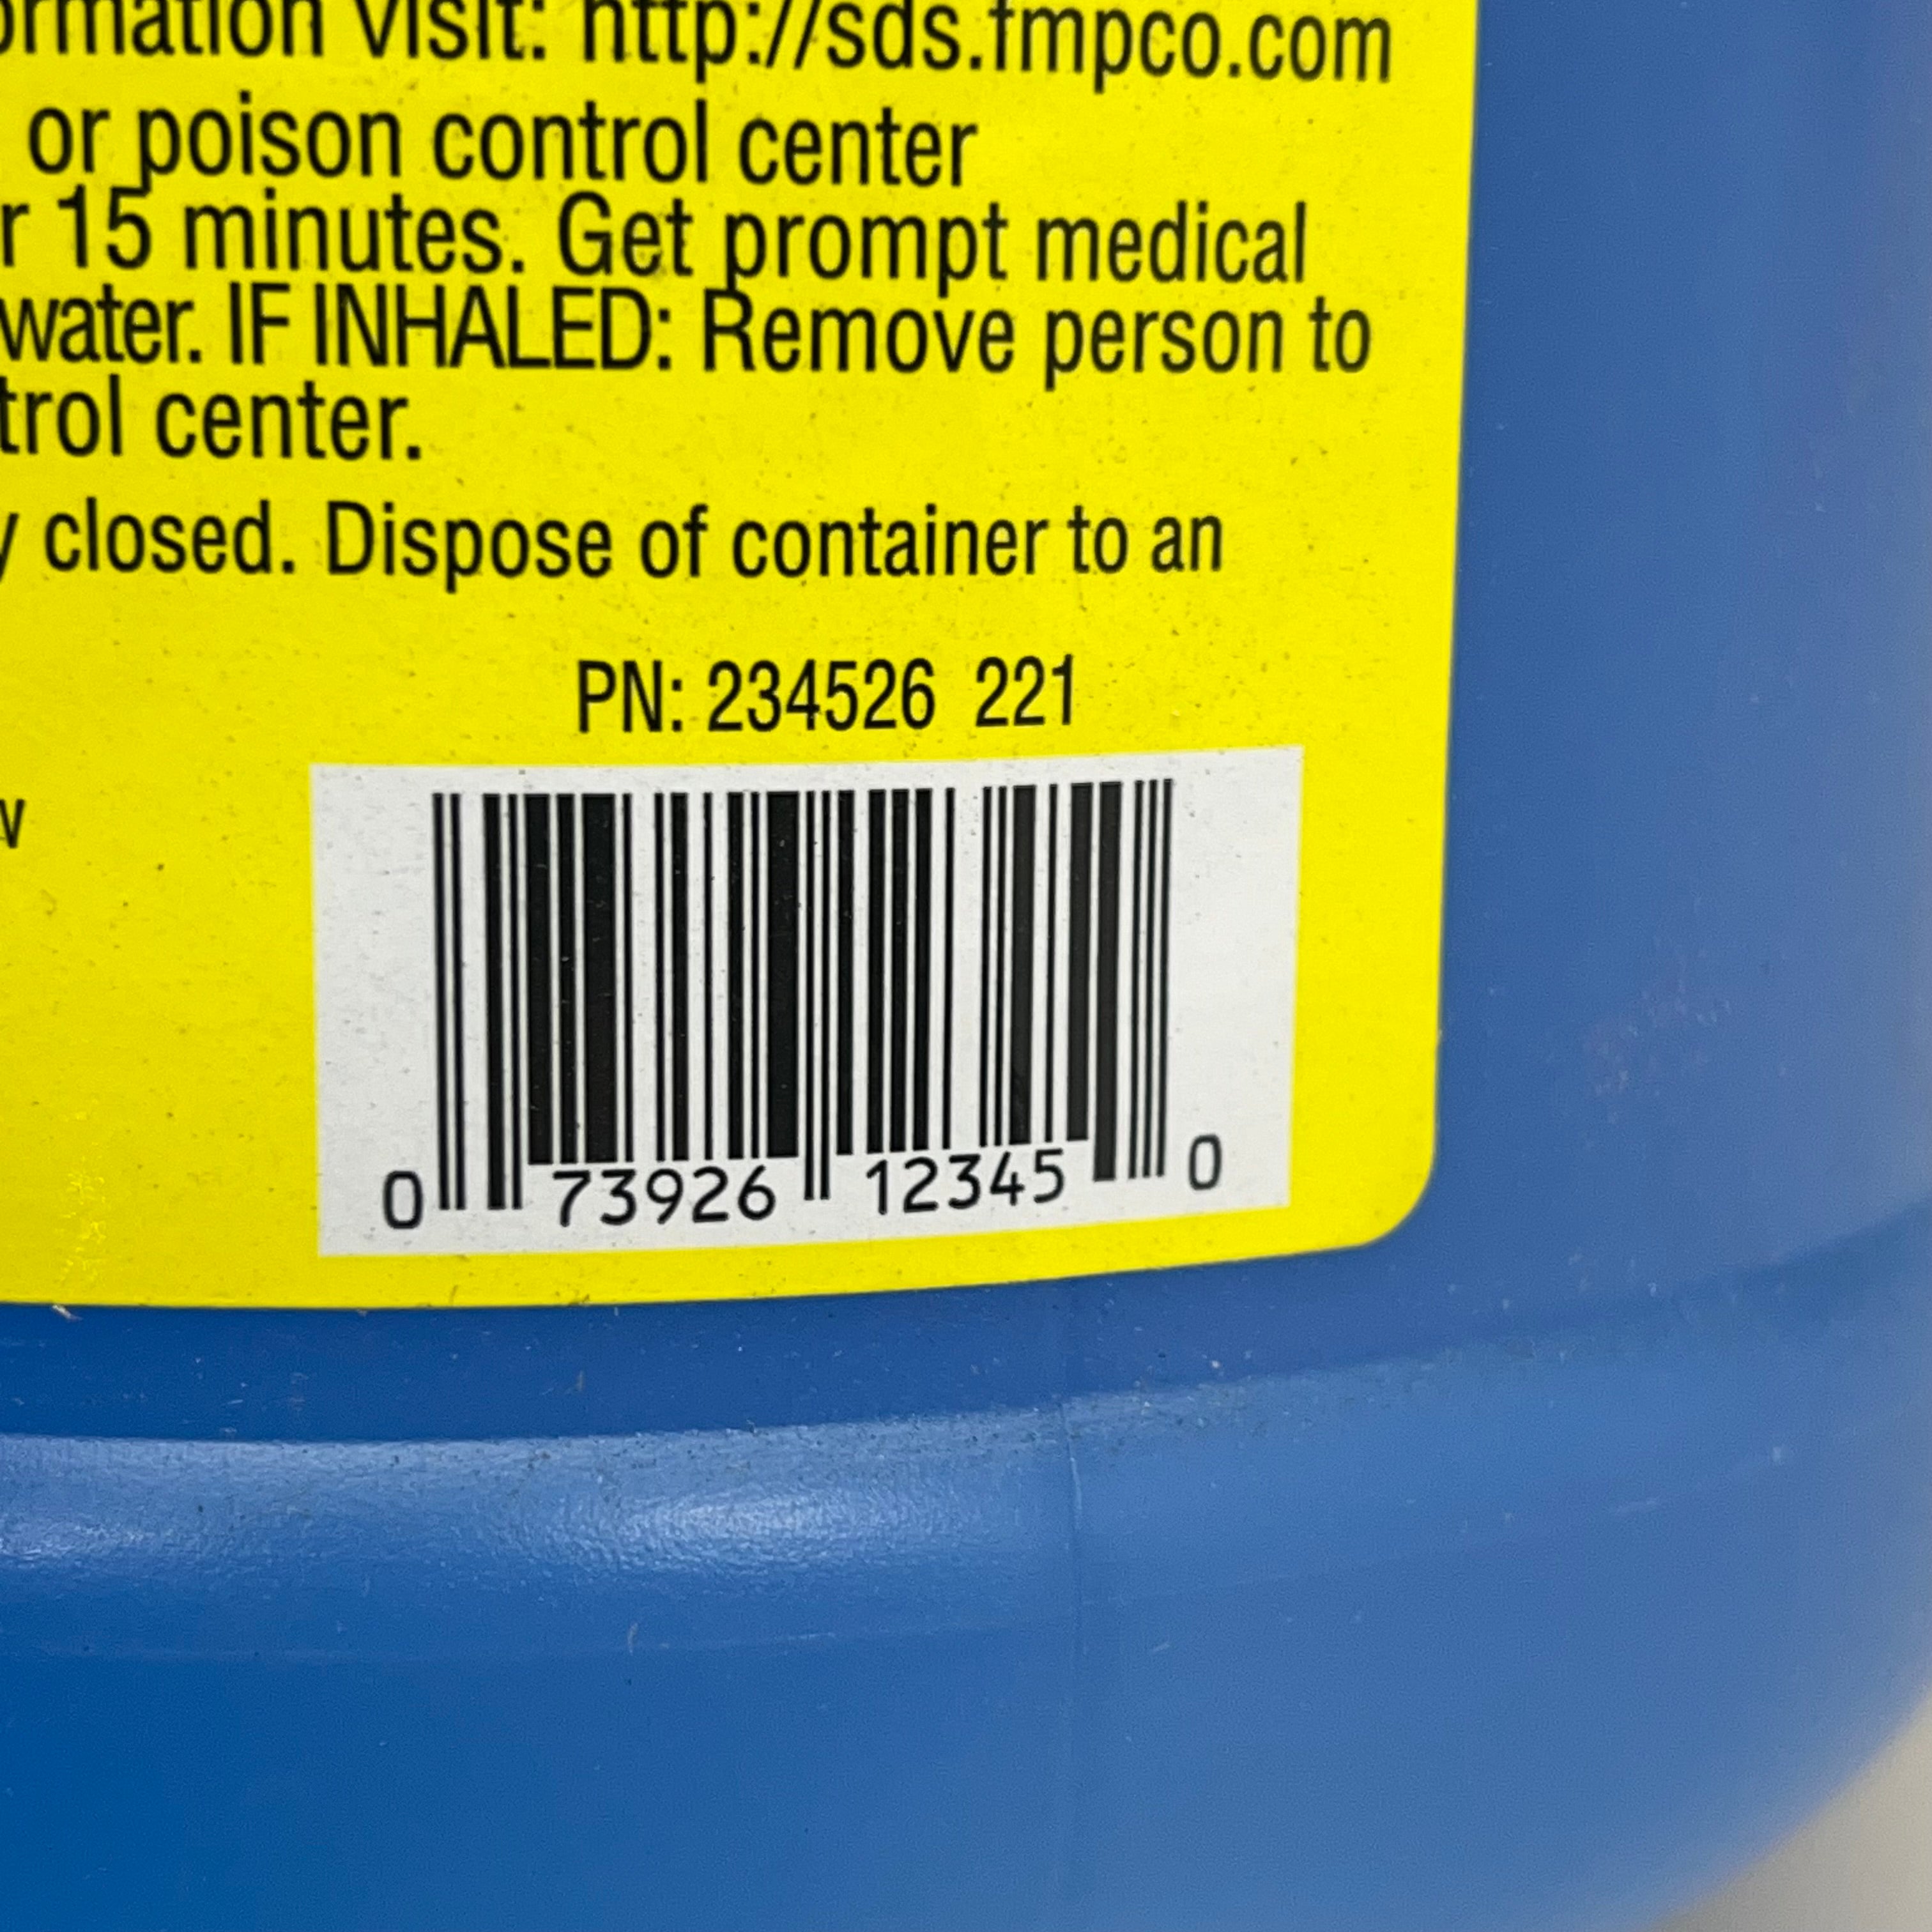 ormation visit: http://sds.fmpco.com
or poison control center
r 15 minutes. Get prompt medical
water. IF INHALED: Remove person to
trol center.
y closed. Dispose of container to an
PN: 234526 221
w
0 73926 12345 0